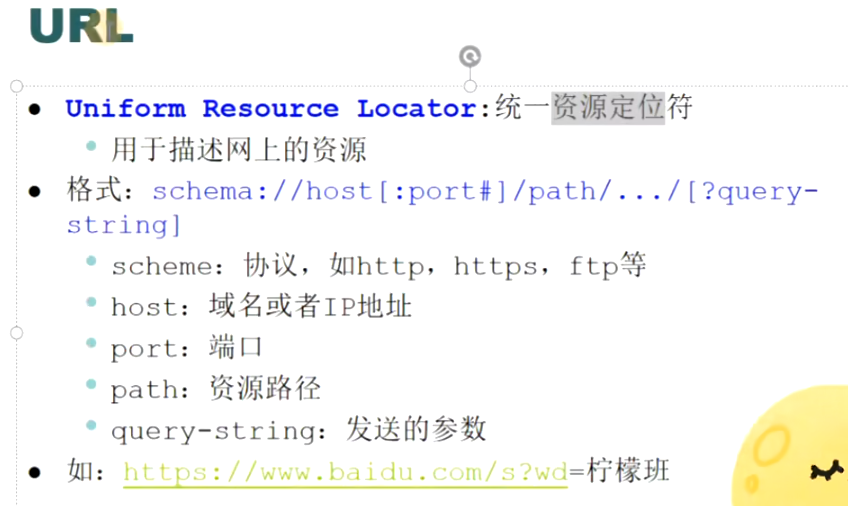 URL
Uniform Resource Locator:统一资源定位符
用于描述网上的资源
格式：schema://host[:port#]/path/.../[?query-
string]
scheme：协议，如http，https，ftp等
host：域名或者IP地址
port：端口
path：资源路径
query-string：发送的参数
如：https://www.baidu.com/s?wd=柠檬班